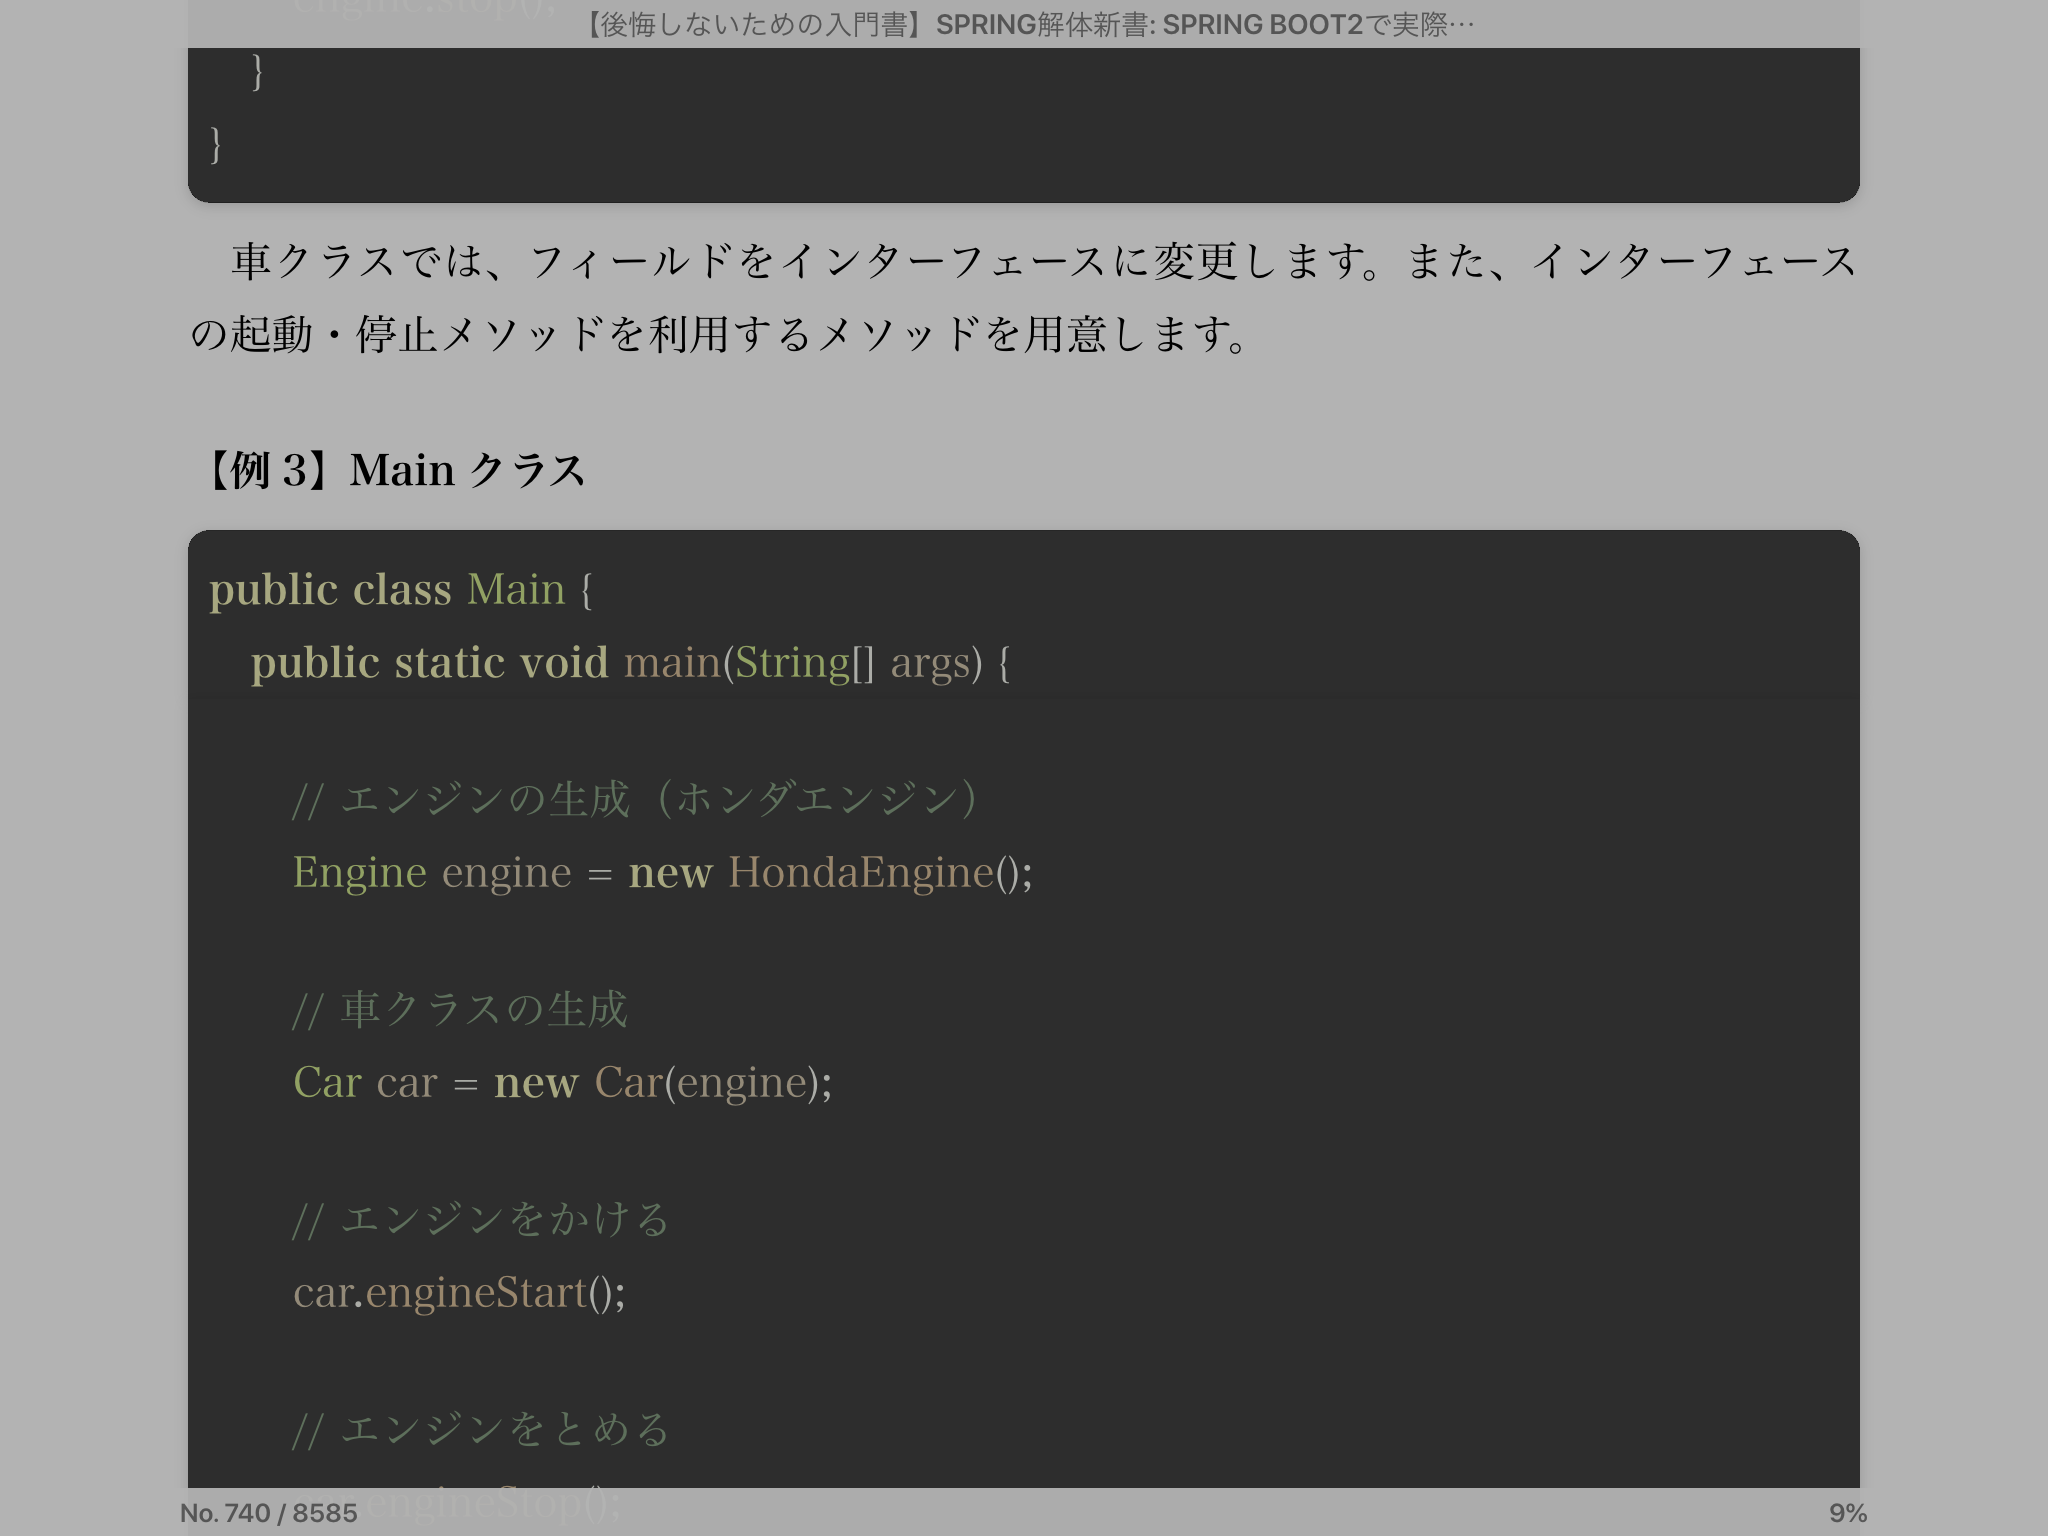 【後悔しないための入門書】SPRING解体新書: SPRING BOOT2で実際…
engine.stop();
}
}
車クラスでは、フィールドをインターフェースに変更します。また、インターフェース
の起動・停止メソッドを利用するメソッドを用意します。
【例 3】Main クラス
public class Main {
public static void main(String[] args) {
// エンジンの生成（ホンダエンジン）
Engine engine = new HondaEngine();
// 車クラスの生成
Car car = new Car(engine);
// エンジンをかける
car.engineStart();
// エンジンをとめる
engineStop();
No. 740 / 8585
9%